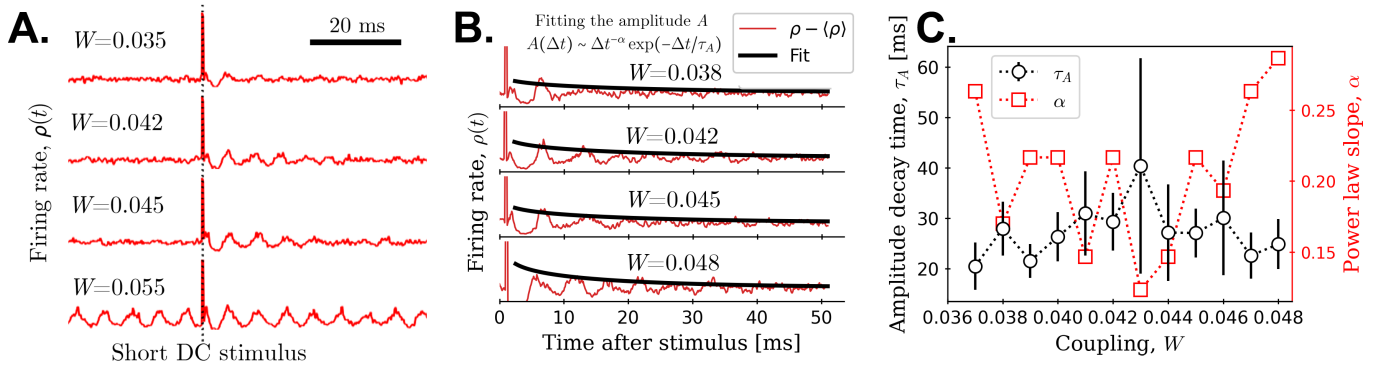 A.
20 ms
W=0.035
W=0.042
W=0.045
W=0.055
Firing rate, ρ(t)
Short DC stimulus
B.
Fitting the amplitude A
A(Δt) ~ Δt^{-α} exp(−Δt/τ_A)
ρ − ⟨ρ⟩
Fit
W=0.038
W=0.042
W=0.045
W=0.048
Firing rate, ρ(t)
0 10 20 30 40 50
Time after stimulus [ms]
C.
τ_A
α
60
50
40
30
20
Amplitude decay time, τ_A [ms]
0.25
0.20
0.15
Power law slope, α
0.036 0.038 0.040 0.042 0.044 0.046 0.048
Coupling, W